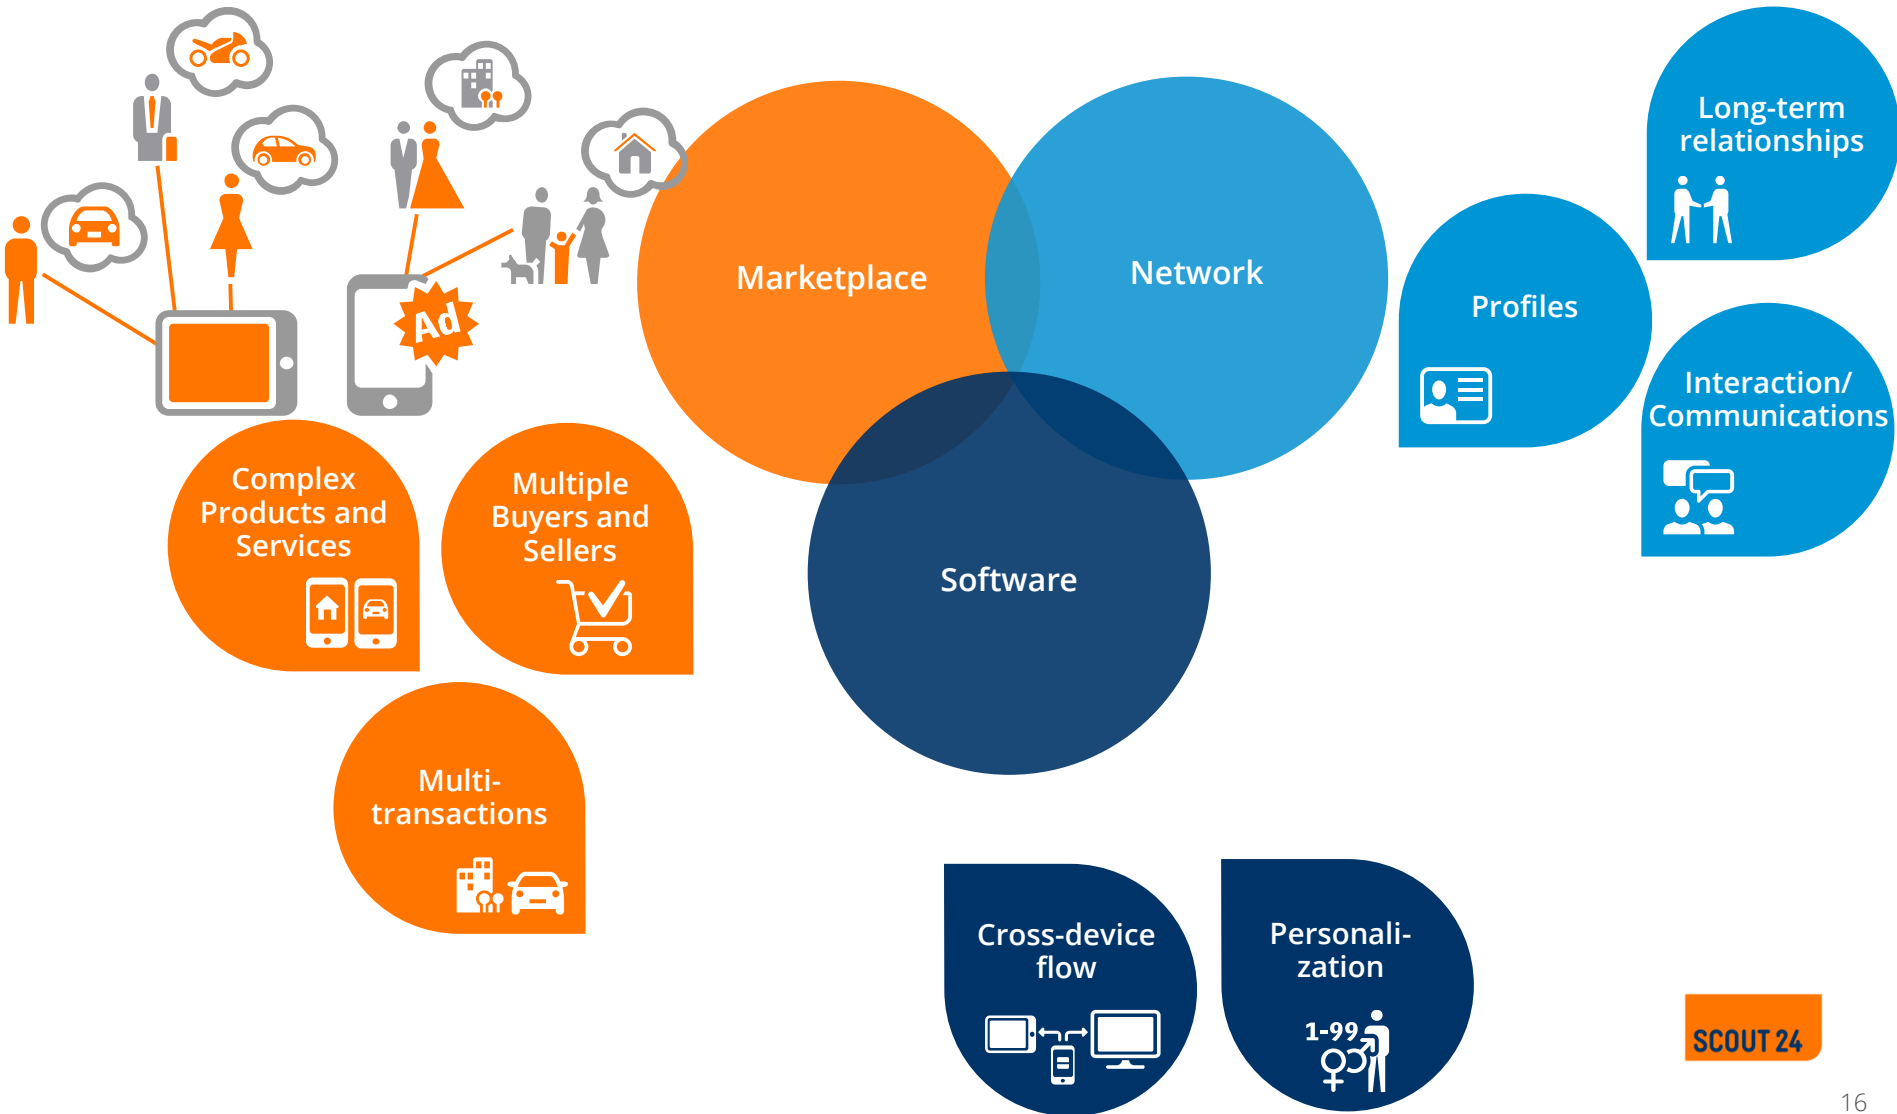 Ad
Marketplace
Network
Software
Long-term
relationships
Profiles
Interaction/
Communications
Complex
Products and
Services
Multiple
Buyers and
Sellers
Multi-
transactions
Cross-device
flow
Personali-
zation
1-99
SCOUT 24
16